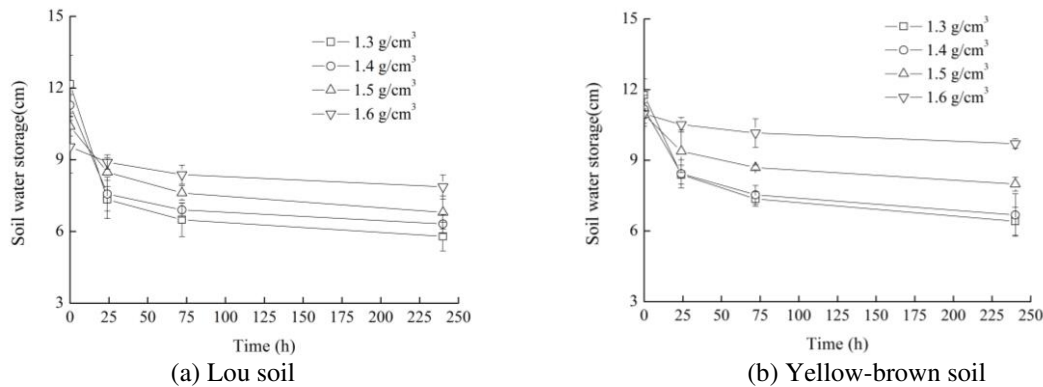 15
12
9
6
3
Soil water storage(cm)
1.3 g/cm³
1.4 g/cm³
1.5 g/cm³
1.6 g/cm³
0 25 50 75 100 125 150 175 200 225 250
Time (h)
(a) Lou soil
15
12
9
6
3
Soil water storage(cm)
1.3 g/cm³
1.4 g/cm³
1.5 g/cm³
1.6 g/cm³
0 25 50 75 100 125 150 175 200 225 250
Time (h)
(b) Yellow-brown soil